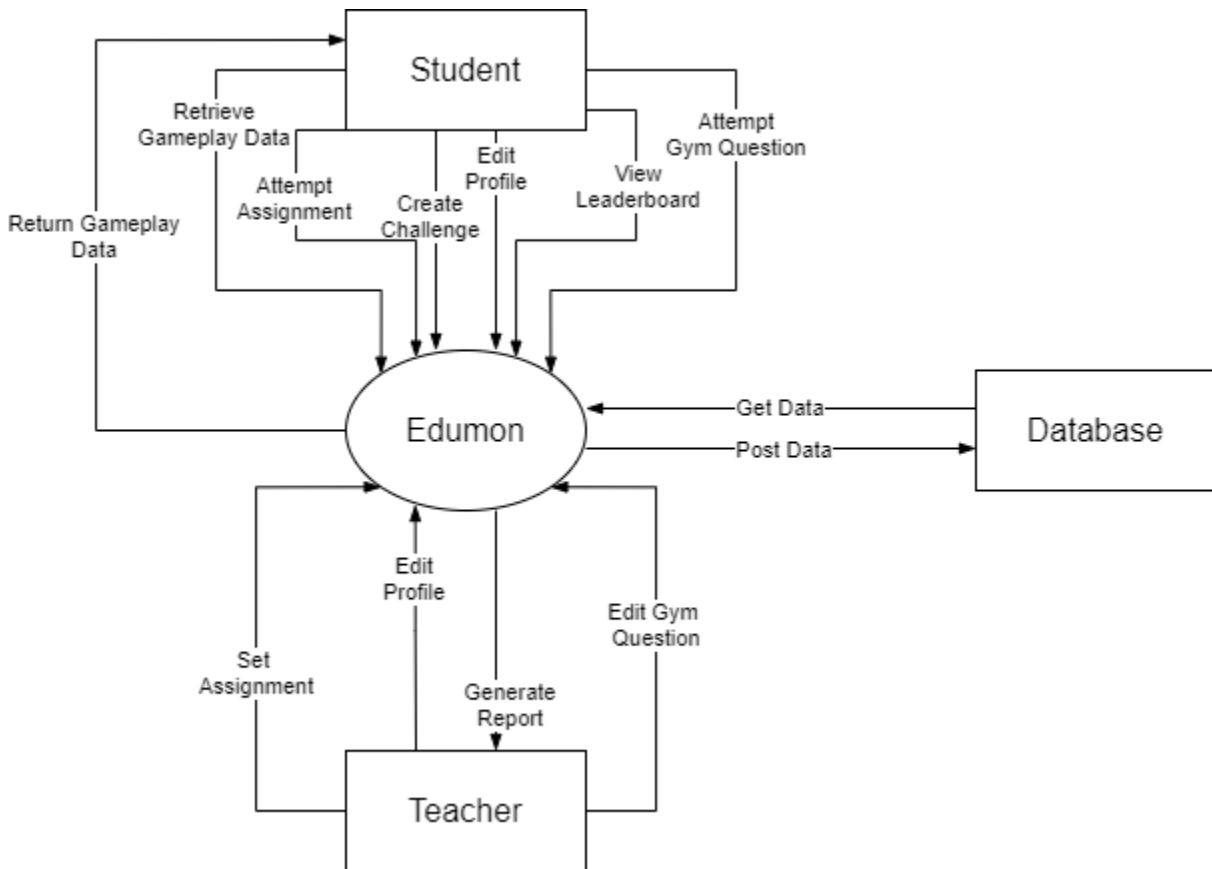 Student
Retrieve
Gameplay Data
Attempt
Assignment
Create
Challenge
Edit
Profile
View
Leaderboard
Attempt
Gym Question
Return Gameplay
Data
Edumon
Get Data
Post Data
Database
Set
Assignment
Edit
Profile
Generate
Report
Edit Gym
Question
Teacher